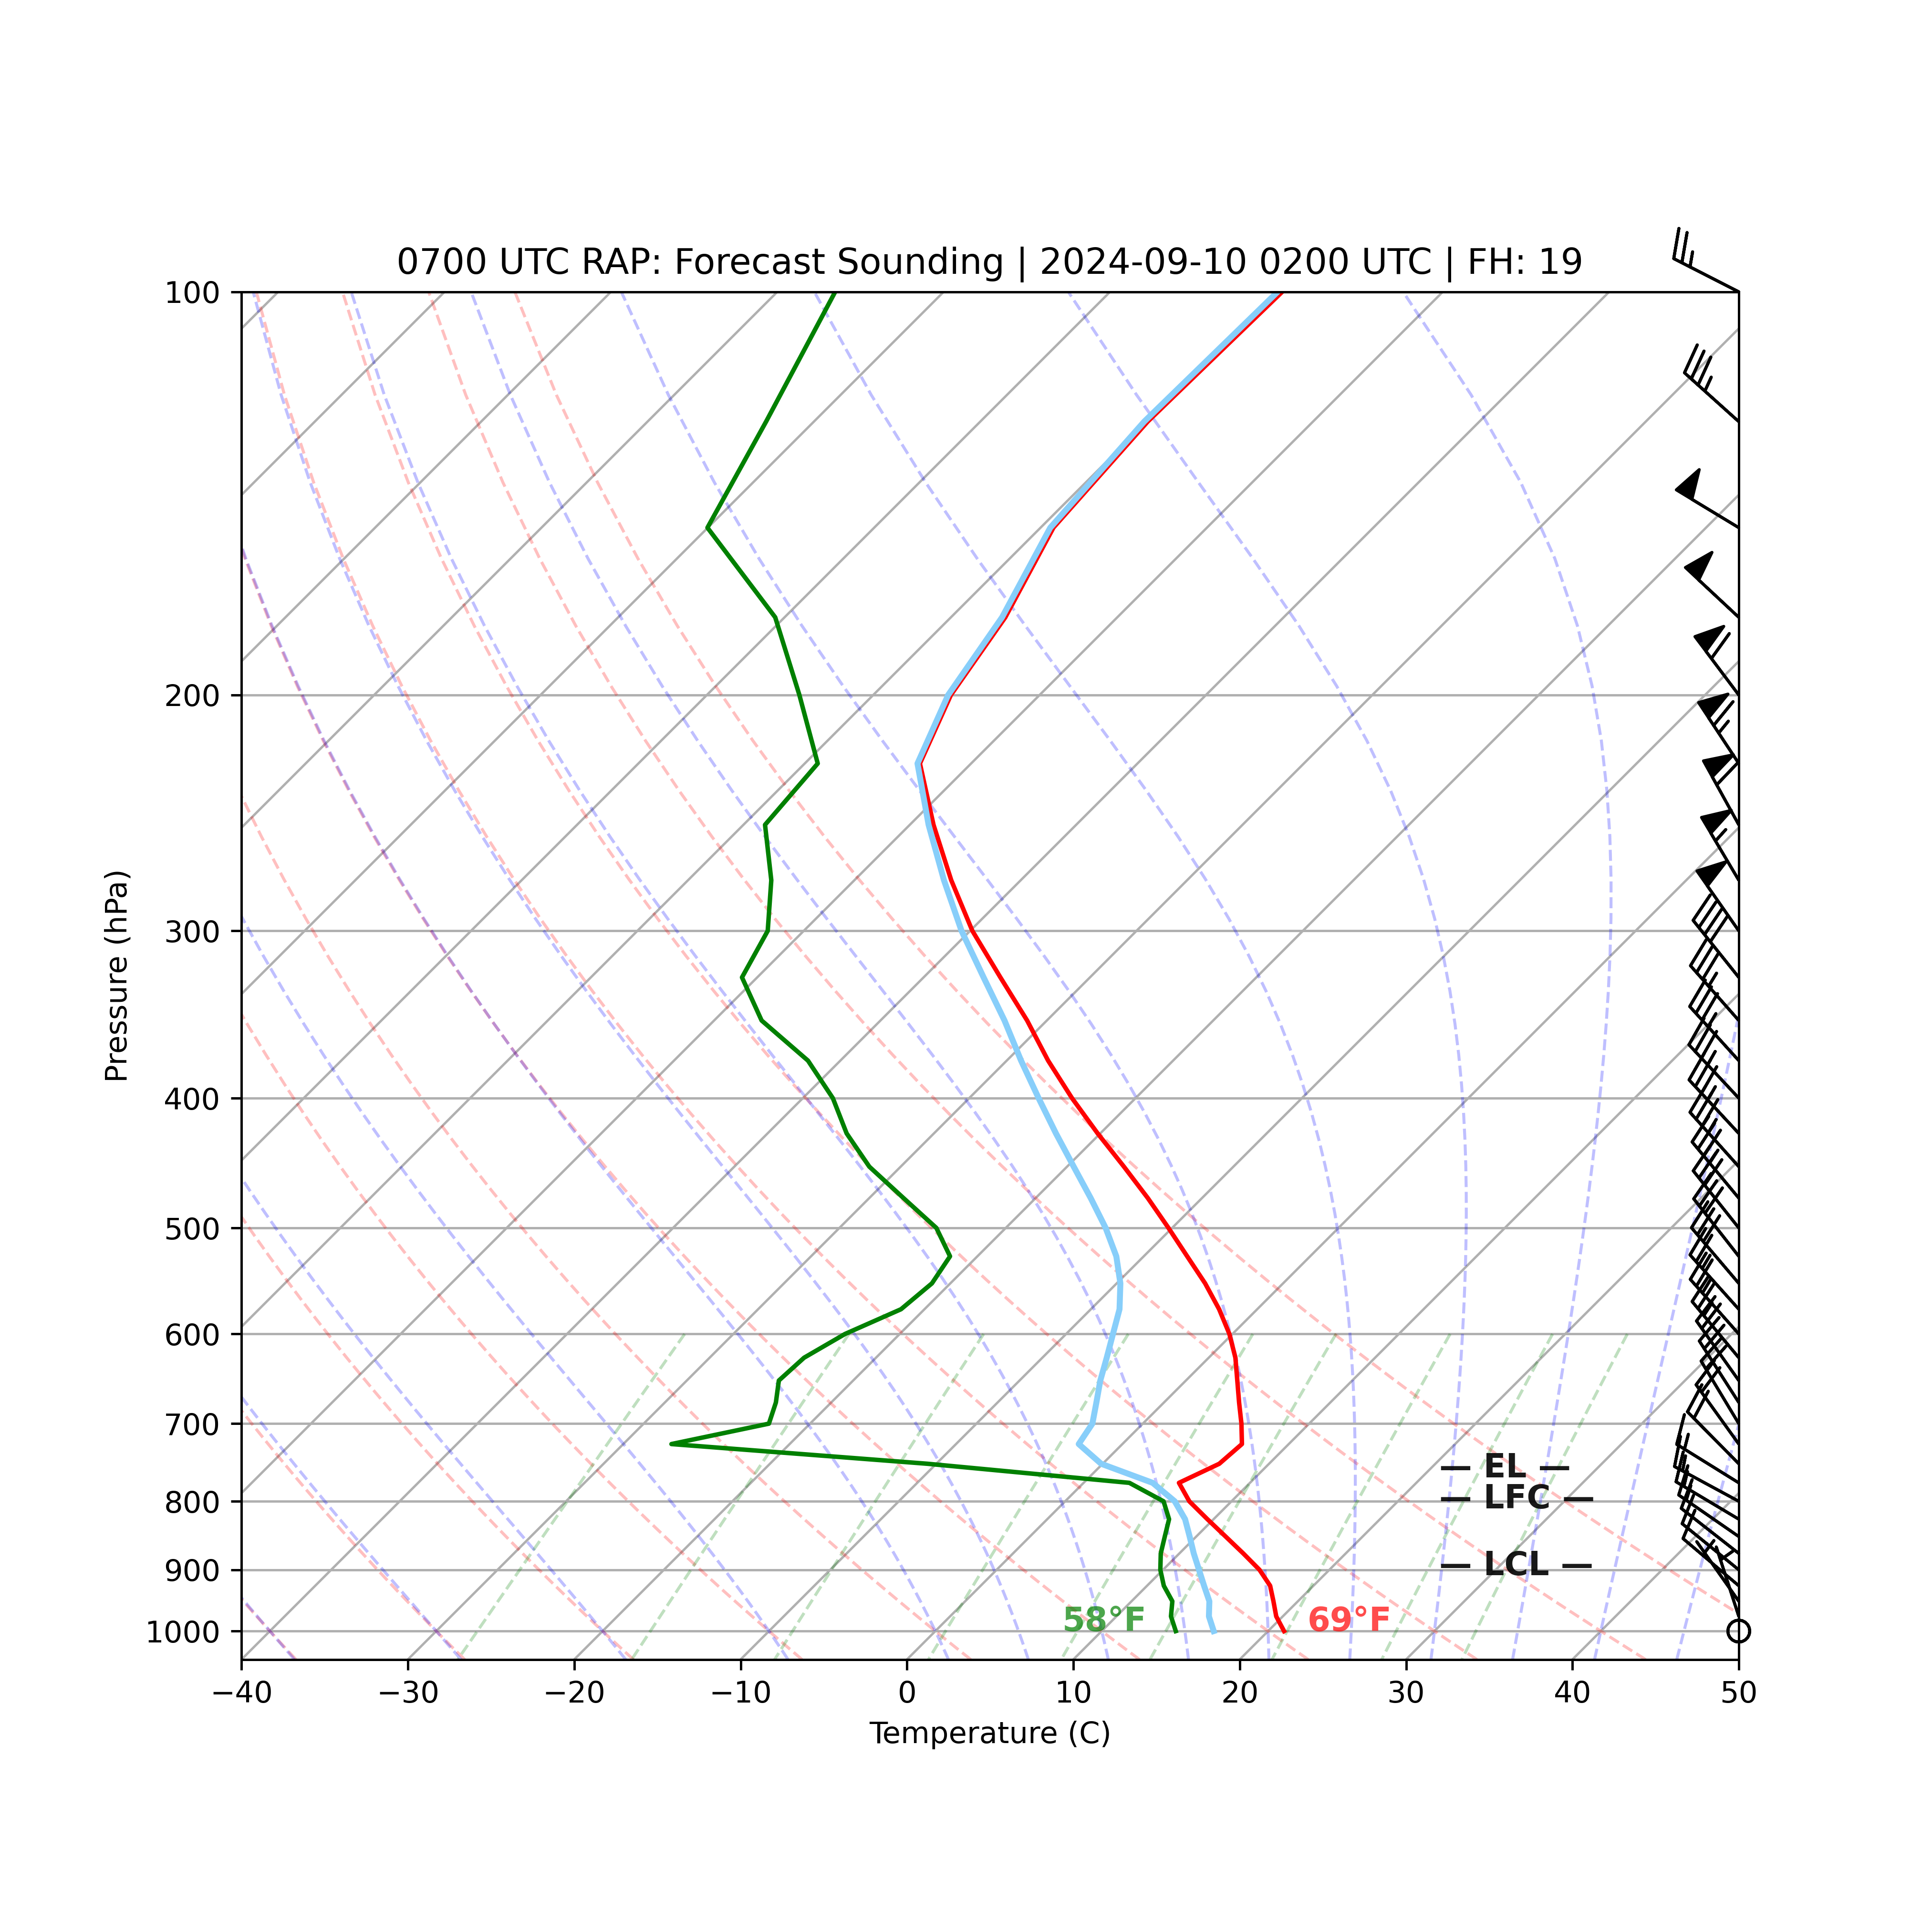 0700 UTC RAP: Forecast Sounding | 2024-09-10 0200 UTC | FH: 19
100
200
300
400
500
600
700
800
900
1000
Pressure (hPa)
— EL —
— LFC —
— LCL —
58°F
69°F
−40 −30 −20 −10 0 10 20 30 40 50
Temperature (C)